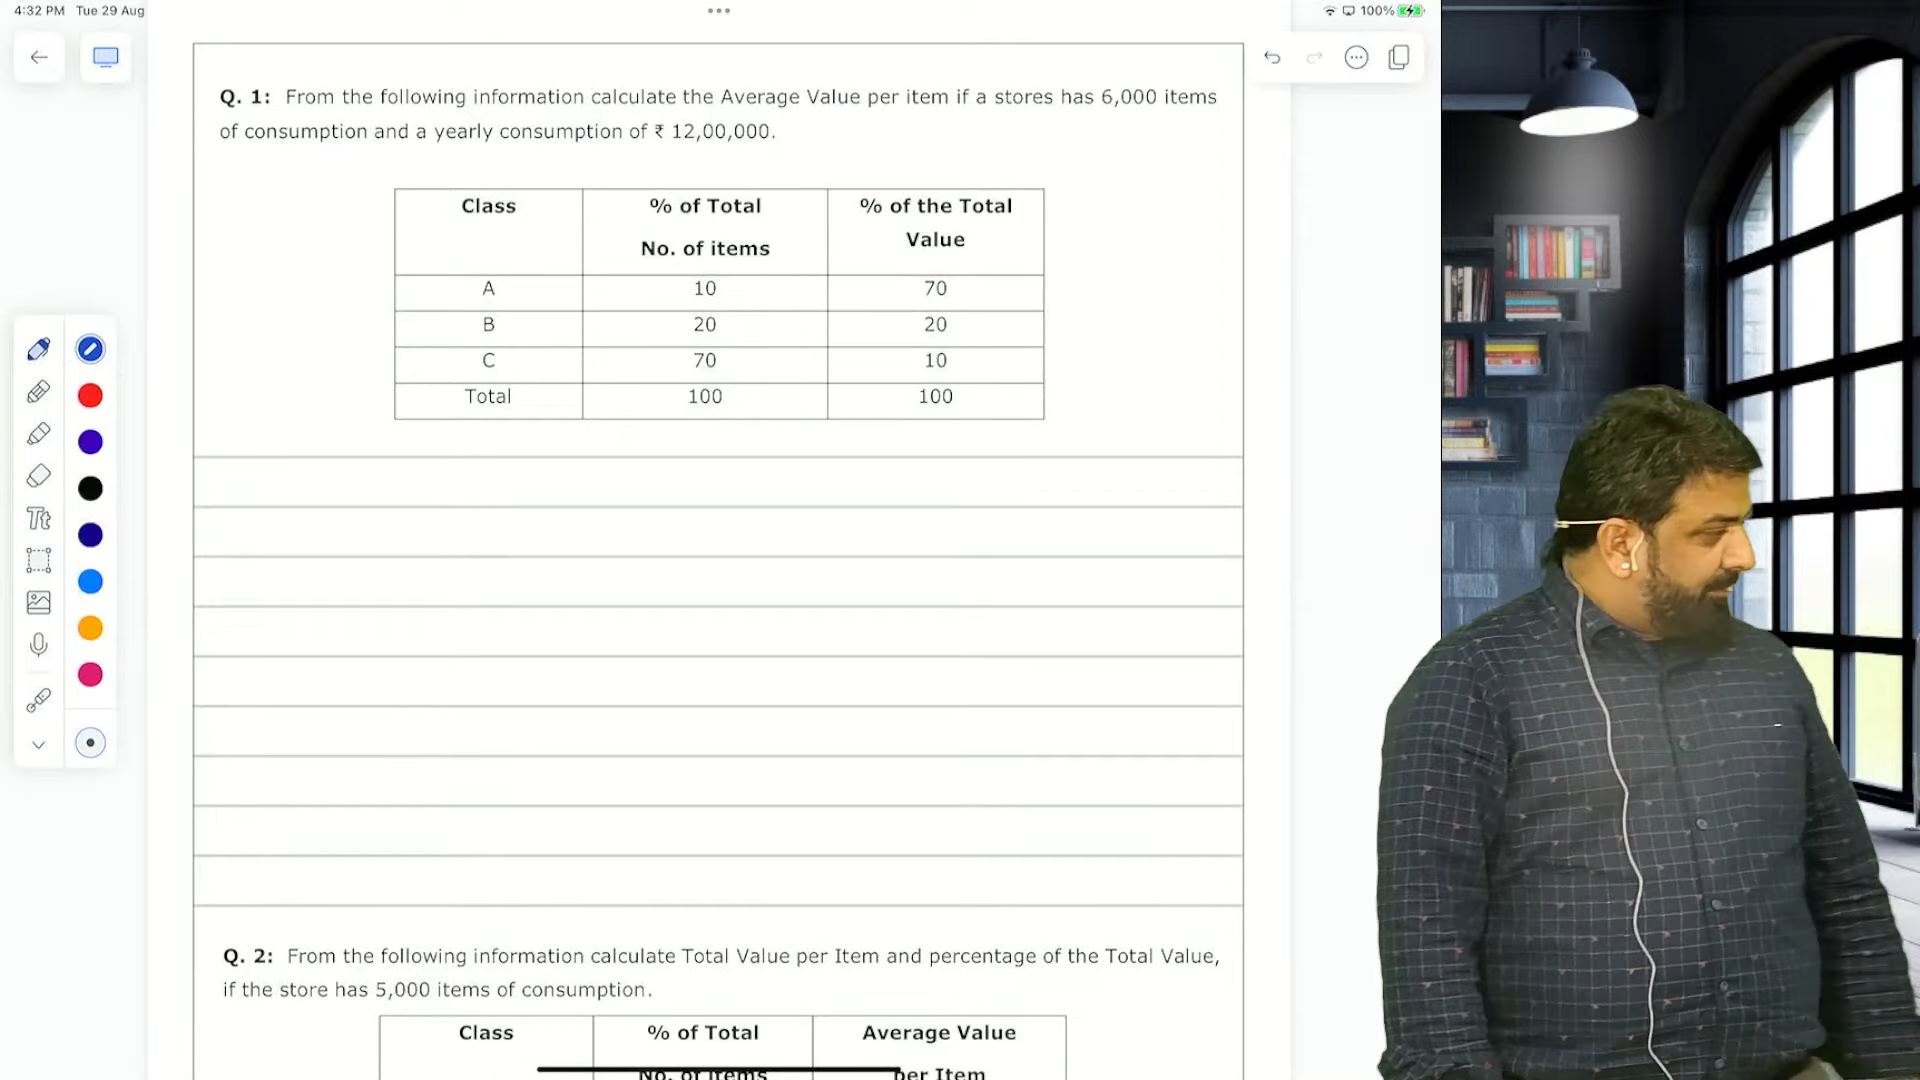 4:32 PM Tue 29 Aug
100%
Q. 1: From the following information calculate the Average Value per item if a stores has 6,000 items
of consumption and a yearly consumption of ₹ 12,00,000.
Class % of Total No. of items % of the Total Value
A 10 70
B 20 20
C 70 10
Total 100 100
Tt
Q. 2: From the following information calculate Total Value per Item and percentage of the Total Value,
if the store has 5,000 items of consumption.
Class % of Total Average Value
No. of items per Item